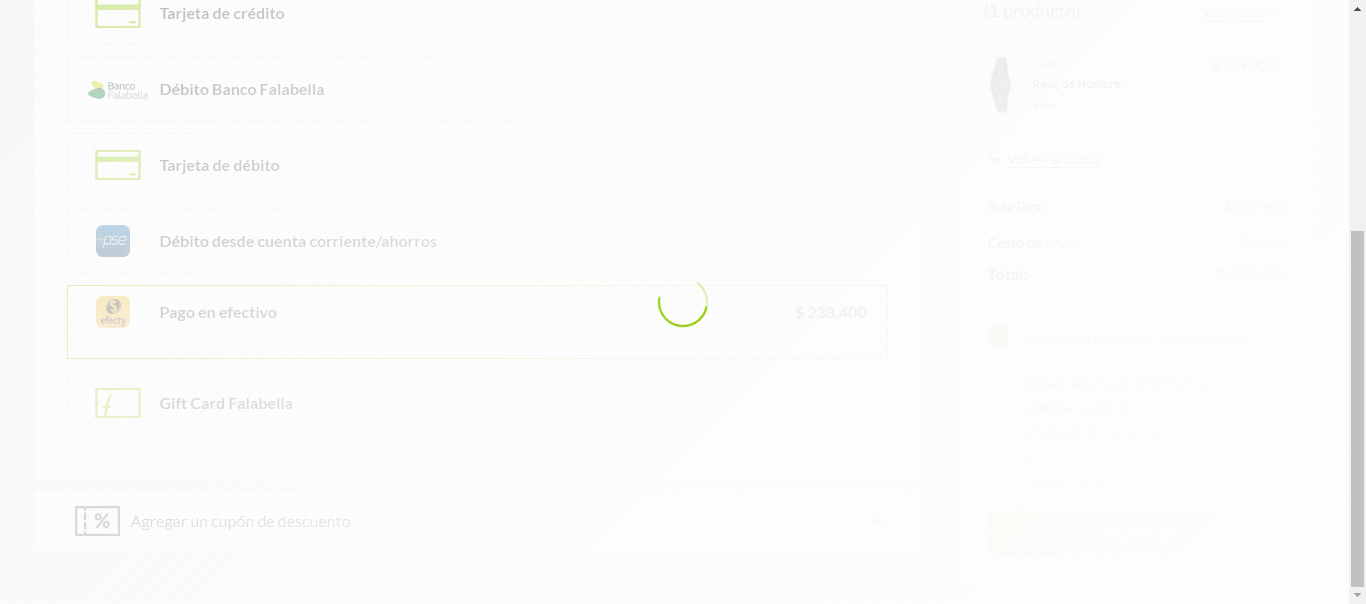 Tarjeta de crédito
Banco
Falabella
Débito Banco Falabella
Tarjeta de débito
pse
Débito desde cuenta corriente/ahorros
$
efecty
Pago en efectivo
$ 238.400
Gift Card Falabella
%
Agregar un cupón de descuento
+
(1 producto)
Ver menos
CASIO
$ 229.900
Reloj de Hombre...
Volver al Carro
Sub-Total:
$ 229.900
Costo de envío:
$ 8.500
Total:
$ 238.400
Acepto los términos y condiciones